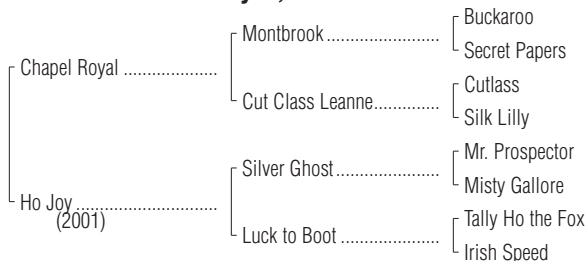 Buckaroo
Montbrook ........................
Secret Papers
Chapel Royal ....................
Cutlass
Cut Class Leanne..............
Silk Lilly
Mr. Prospector
Silver Ghost......................
Misty Gallore
Ho Joy ..............................
(2001)
Tally Ho the Fox
Luck to Boot .....................
Irish Speed